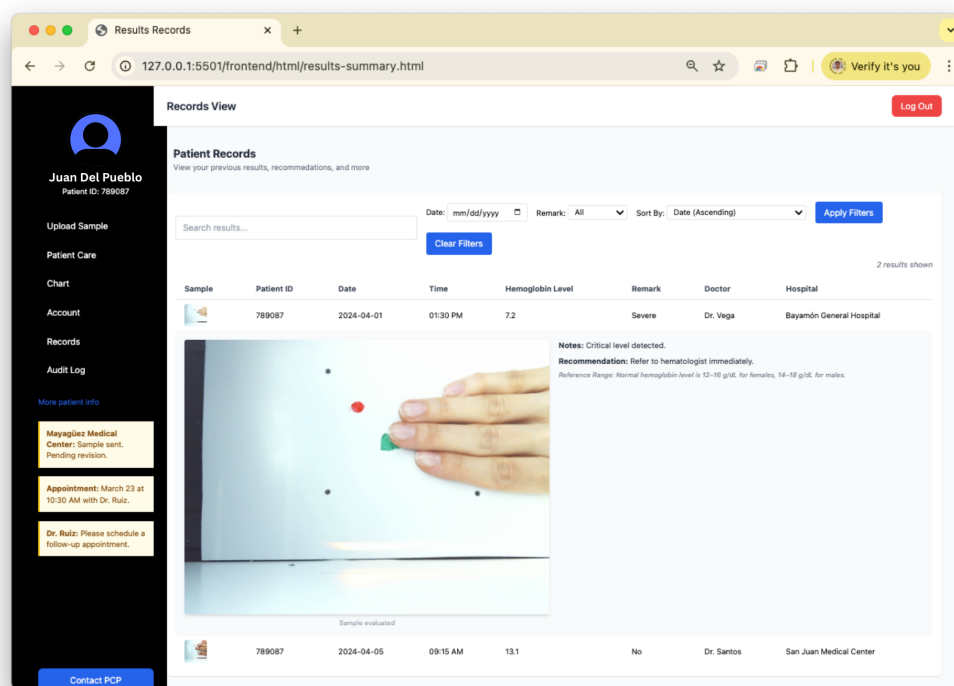 Results Records
127.0.0.1:5501/frontend/html/results-summary.html
Verify it's you
Juan Del Pueblo
Patient ID: 789087
Upload Sample
Patient Care
Chart
Account
Records
Audit Log
More patient info
Mayagüez Medical
Center: Sample sent.
Pending revision.
Appointment: March 23 at
10:30 AM with Dr. Ruiz.
Dr. Ruiz: Please schedule a
follow-up appointment.
Contact PCP
Records View
Log Out
Patient Records
View your previous results, recommedations, and more
Search results...
Date: mm/dd/yyyy Remark: All Sort By: Date (Ascending) Apply Filters
Clear Filters
2 results shown
Sample Patient ID Date Time Hemoglobin Level Remark Doctor Hospital
789087 2024-04-01 01:30 PM 7.2 Severe Dr. Vega Bayamón General Hospital
Notes: Critical level detected.
Recommendation: Refer to hematologist immediately.
Reference Range: Normal hemoglobin level is 12–16 g/dL for females, 14–18 g/dL for males.
Sample evaluated
789087 2024-04-05 09:15 AM 13.1 No Dr. Santos San Juan Medical Center